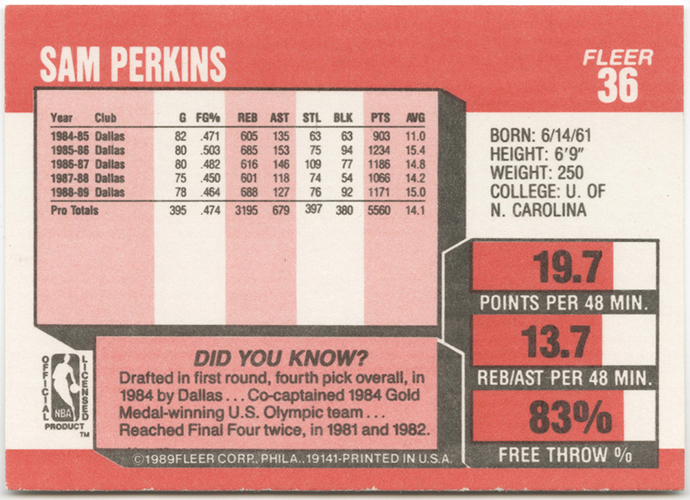 SAM PERKINS
FLEER
36
Year Club G FG% REB AST STL BLK PTS AVG
1984-85 Dallas 82 .471 605 135 63 63 903 11.0
1985-86 Dallas 80 .503 685 153 75 94 1234 15.4
1986-87 Dallas 80 .482 616 146 109 77 1186 14.8
1987-88 Dallas 75 .450 601 118 74 54 1066 14.2
1988-89 Dallas 78 .464 688 127 76 92 1171 15.0
Pro Totals 395 .474 3195 679 397 380 5560 14.1
BORN: 6/14/61
HEIGHT: 6'9"
WEIGHT: 250
COLLEGE: U. OF
N. CAROLINA
19.7
POINTS PER 48 MIN.
13.7
REB/AST PER 48 MIN.
83%
FREE THROW %
DID YOU KNOW?
Drafted in first round, fourth pick overall, in
1984 by Dallas . . . Co-captained 1984 Gold
Medal-winning U.S. Olympic team . . .
Reached Final Four twice, in 1981 and 1982.
OFFICIAL
LICENSED
NBA
PRODUCT
TM
©1989 FLEER CORP., PHILA., 19141-PRINTED IN U.S.A.